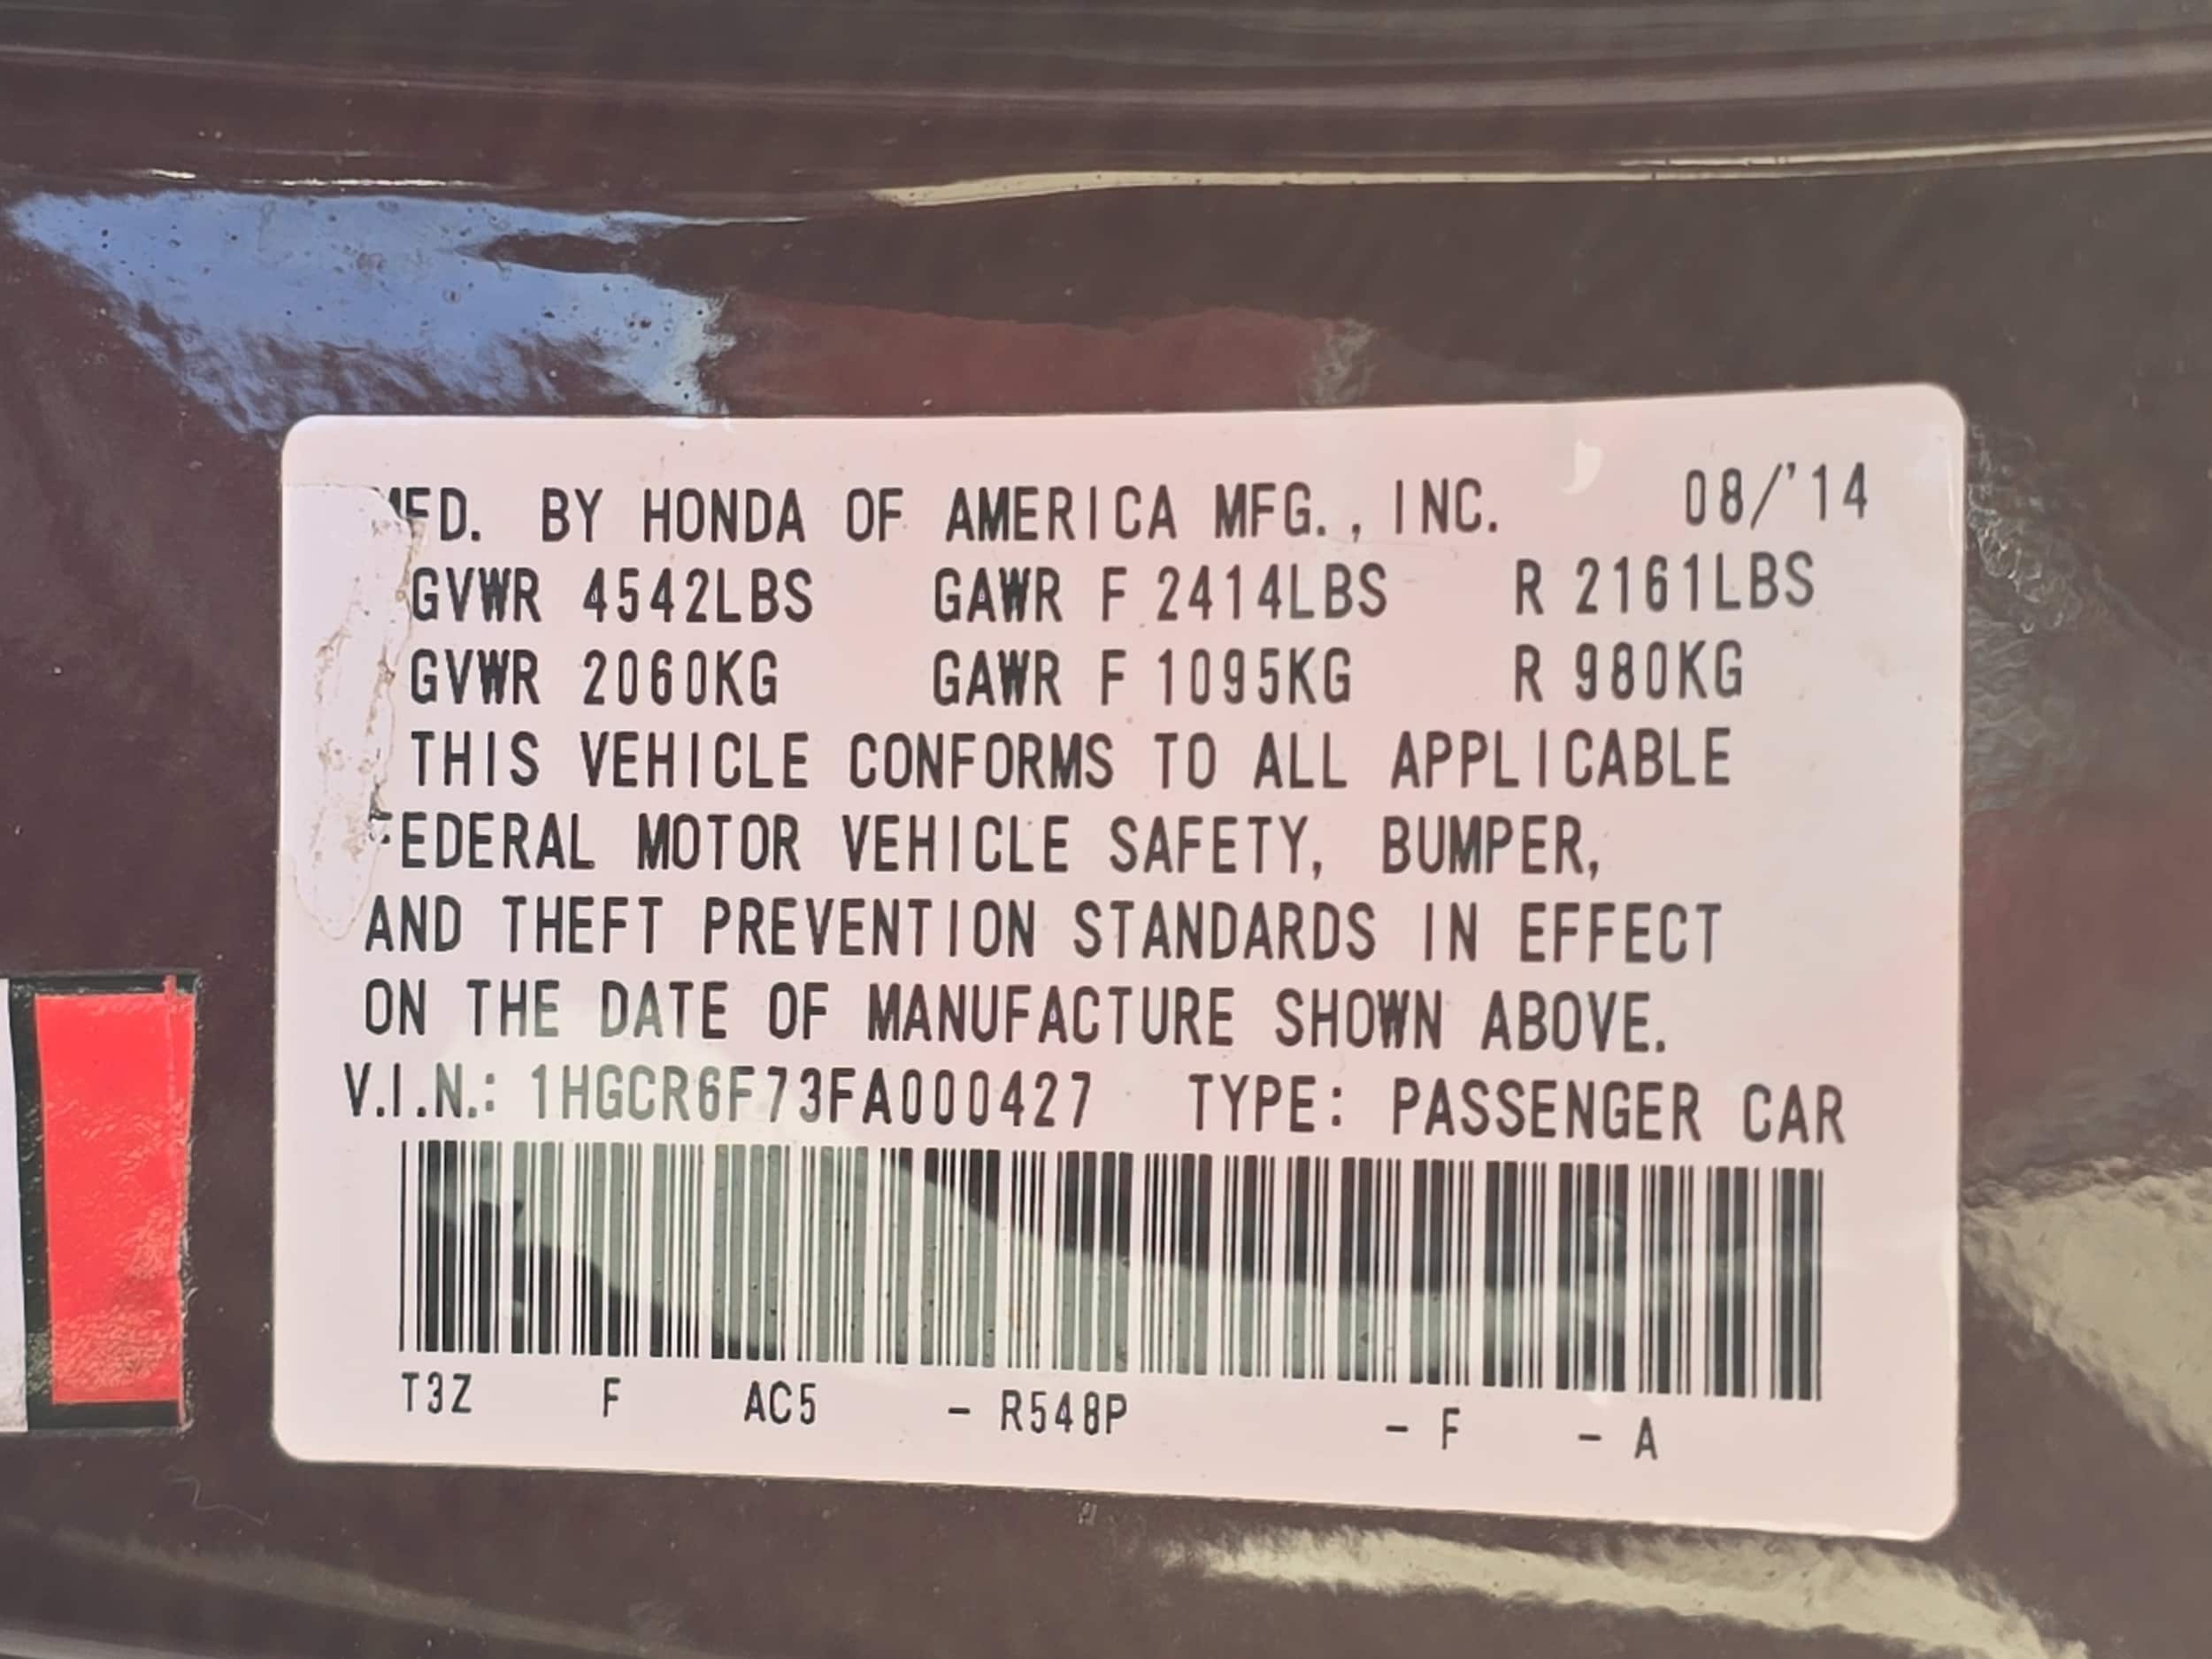 MFD. BY HONDA OF AMERICA MFG., INC. 08/'14
GVWR 4542LBS GAWR F 2414LBS R 2161LBS
GVWR 2060KG GAWR F 1095KG R 980KG
THIS VEHICLE CONFORMS TO ALL APPLICABLE
FEDERAL MOTOR VEHICLE SAFETY, BUMPER,
AND THEFT PREVENTION STANDARDS IN EFFECT
ON THE DATE OF MANUFACTURE SHOWN ABOVE.
V.I.N.: 1HGCR6F73FA000427 TYPE: PASSENGER CAR
T3Z F AC5 - R548P - F - A